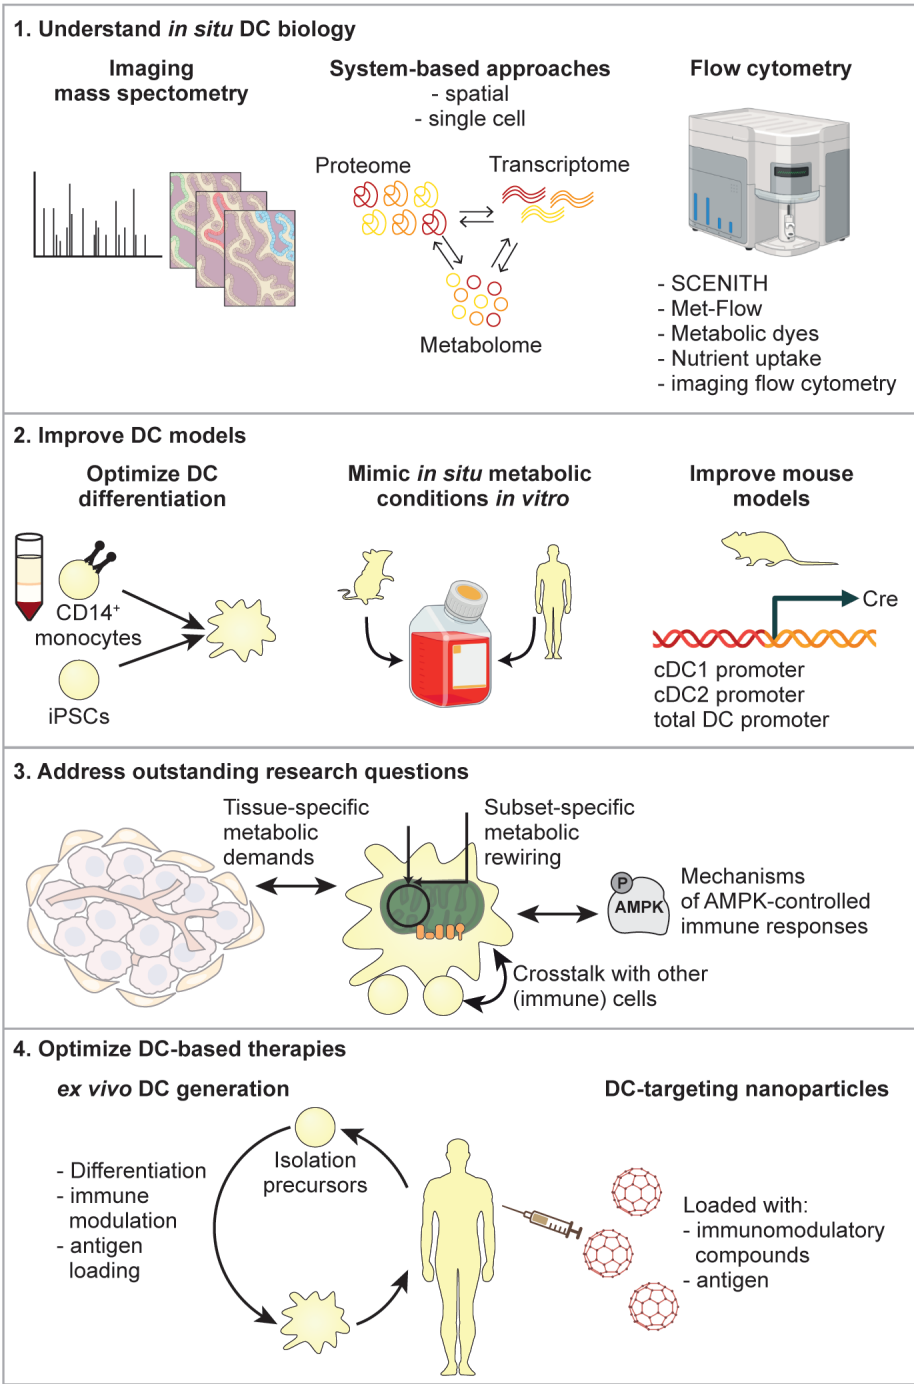 1. Understand in situ DC biology
Imaging
mass spectometry
System-based approaches
- spatial
- single cell
Proteome
Transcriptome
Metabolome
Flow cytometry
- SCENITH
- Met-Flow
- Metabolic dyes
- Nutrient uptake
- imaging flow cytometry
2. Improve DC models
Optimize DC
differentiation
CD14⁺
monocytes
iPSCs
Mimic in situ metabolic
conditions in vitro
Improve mouse
models
Cre
cDC1 promoter
cDC2 promoter
total DC promoter
3. Address outstanding research questions
Tissue-specific
metabolic
demands
Subset-specific
metabolic
rewiring
P
AMPK
Mechanisms
of AMPK-controlled
immune responses
Crosstalk with other
(immune) cells
4. Optimize DC-based therapies
ex vivo DC generation
Isolation
precursors
- Differentiation
- immune
modulation
- antigen
loading
DC-targeting nanoparticles
Loaded with:
- immunomodulatory
compounds
- antigen